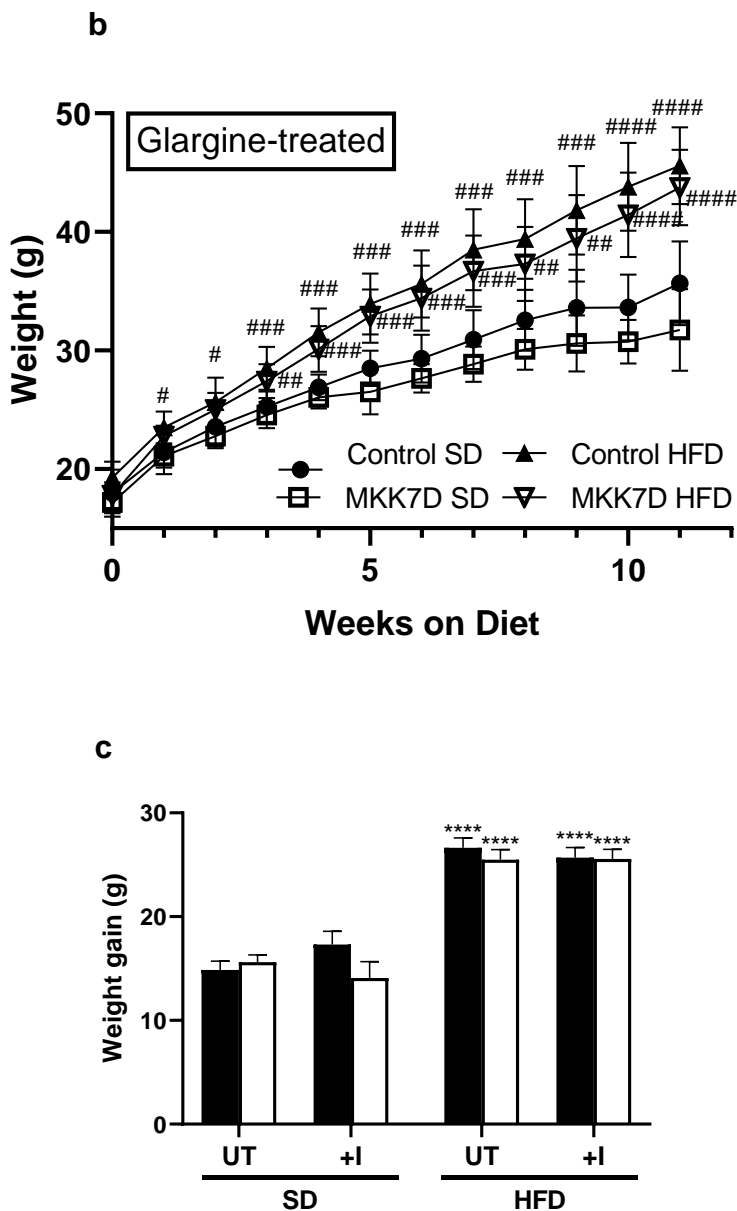 b
####
####
###
50
Glargine-treated
###
###
###
####
###
####
40
##
###
###
##
###
###
#
###
#
###
30
##
Weight (g)
Control SD
Control HFD
20
MKK7D SD
MKK7D HFD
0
5
10
Weeks on Diet
c
30
**** ****
**** ****
20
Weight gain (g)
10
0
UT
+I
UT
+I
SD
HFD